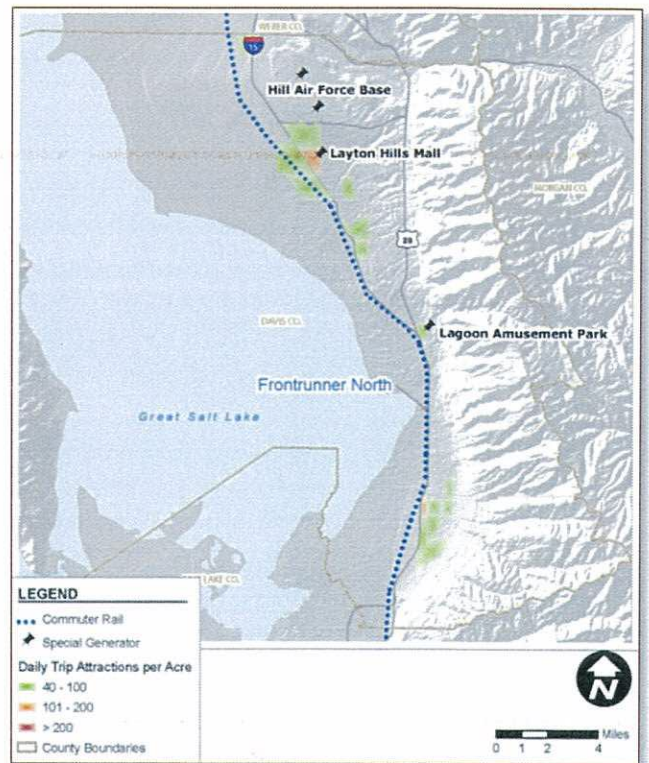 WEBER CO.
15
Hill Air Force Base
Layton Hills Mall
MORGAN CO.
89
DAVIS CO.
Lagoon Amusement Park
Frontrunner North
Great Salt Lake
LAKE CO.
LEGEND
Commuter Rail
Special Generator
Daily Trip Attractions per Acre
40 - 100
101 - 200
> 200
County Boundaries
N
Miles
0 1 2 4